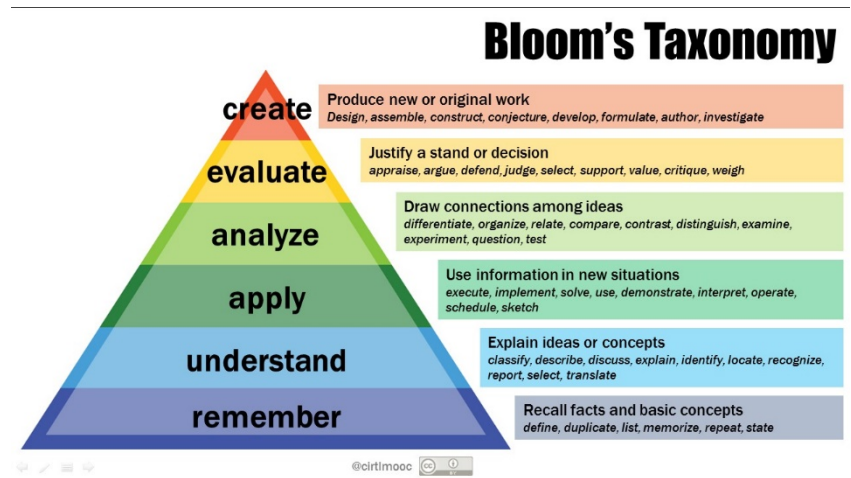 Bloom's Taxonomy
create
Produce new or original work
Design, assemble, construct, conjecture, develop, formulate, author, investigate
evaluate
Justify a stand or decision
appraise, argue, defend, judge, select, support, value, critique, weigh
analyze
Draw connections among ideas
differentiate, organize, relate, compare, contrast, distinguish, examine,
experiment, question, test
apply
Use information in new situations
execute, implement, solve, use, demonstrate, interpret, operate,
schedule, sketch
understand
Explain ideas or concepts
classify, describe, discuss, explain, identify, locate, recognize,
report, select, translate
remember
Recall facts and basic concepts
define, duplicate, list, memorize, repeat, state
@cirtlmooc
cc